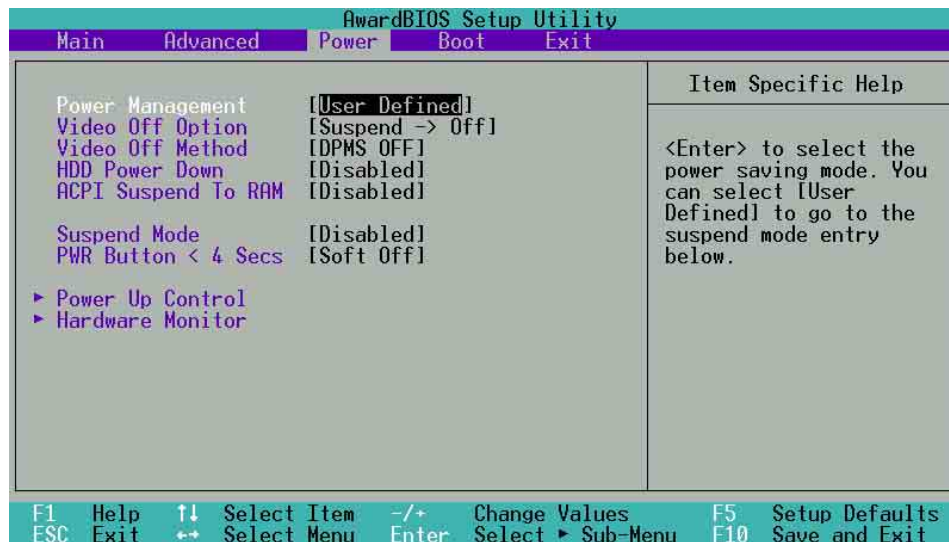 AwardBIOS Setup Utility
Main Advanced Power Boot Exit
Power Management [User Defined]
Video Off Option [Suspend -> Off]
Video Off Method [DPMS OFF]
HDD Power Down [Disabled]
ACPI Suspend To RAM [Disabled]
Suspend Mode [Disabled]
PWR Button < 4 Secs [Soft Off]
► Power Up Control
► Hardware Monitor
Item Specific Help
<Enter> to select the
power saving mode. You
can select [User
Defined] to go to the
suspend mode entry
below.
F1 Help ↑↓ Select Item -/+ Change Values F5 Setup Defaults
ESC Exit ←→ Select Menu Enter Select ► Sub-Menu F10 Save and Exit